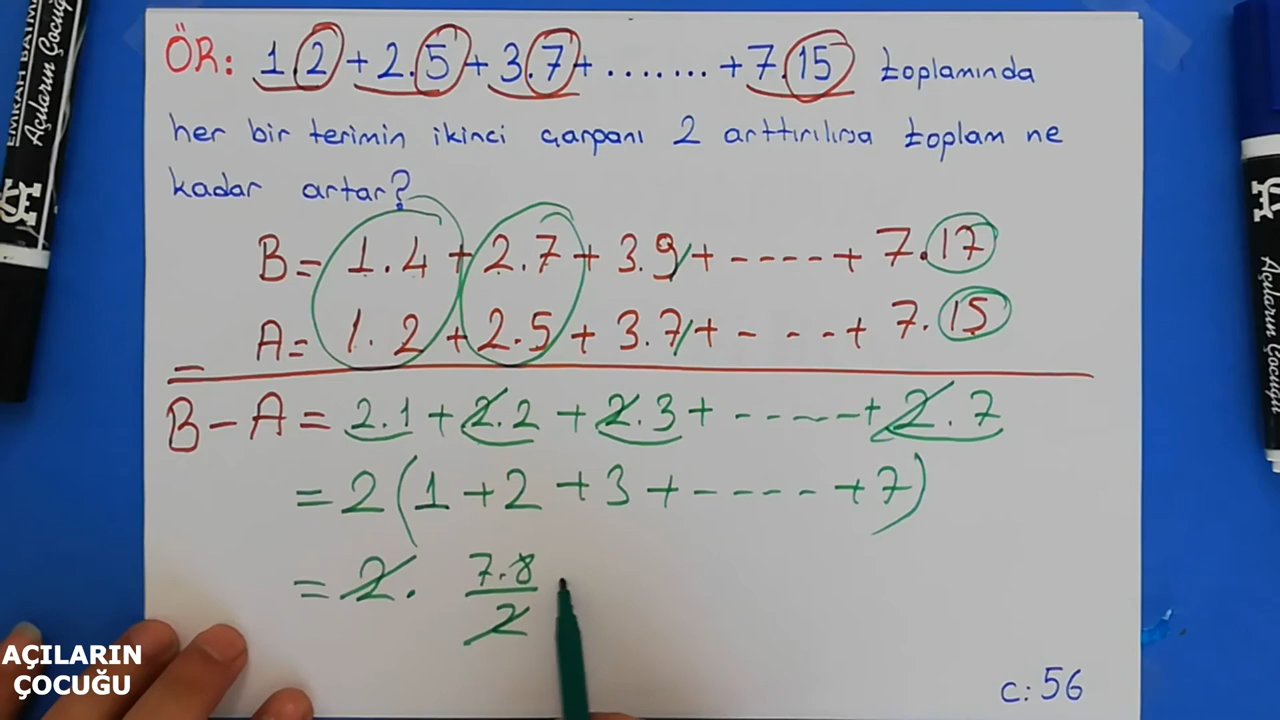 ÖR: 1.2 + 2.5 + 3.7 + ........ + 7.15 toplamında
her bir terimin ikinci çarpanı 2 arttırılırsa toplam ne
kadar artar?
B = 1.4 + 2.7 + 3.9 + ---- + 7.17
A = 1.2 + 2.5 + 3.7 + - -- + 7.15
B - A = 2.1 + 2.2 + 2.3 + ----- + 2.7
= 2 (1 + 2 + 3 + ---- + 7)
= 2. 7.8
2
C: 56
AÇILARIN
ÇOCUĞU
EMRAH BATMAN
Açıların Çocuğu
Açıların Çocuğu